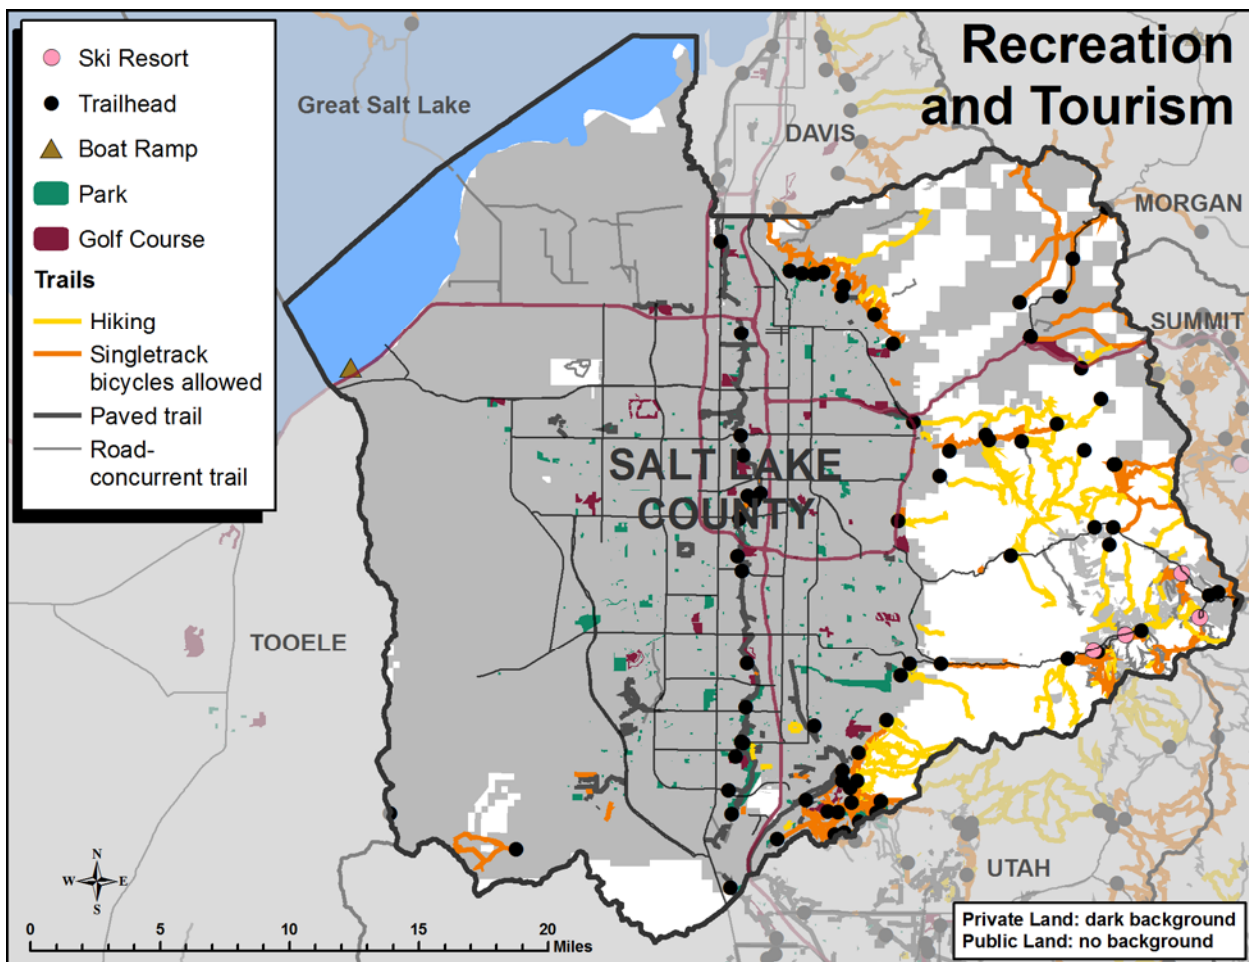 Recreation
and Tourism
Ski Resort
Trailhead
Boat Ramp
Park
Golf Course
Trails
Hiking
Singletrack
bicycles allowed
Paved trail
Road-
concurrent trail
Great Salt Lake
DAVIS
MORGAN
SUMMIT
SALT LAKE
COUNTY
TOOELE
UTAH
N
W E
S
0 5 10 15 20
Miles
Private Land: dark background
Public Land: no background